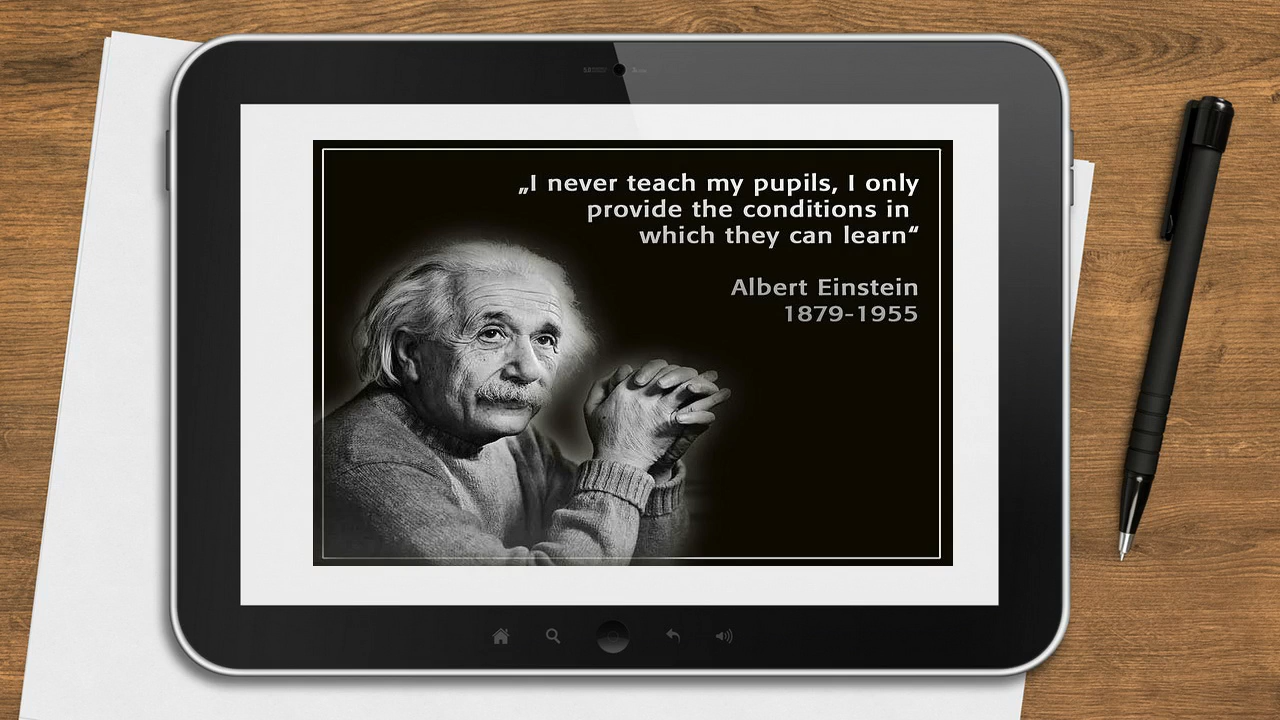 „I never teach my pupils, I only
provide the conditions in
which they can learn“
Albert Einstein
1879-1955